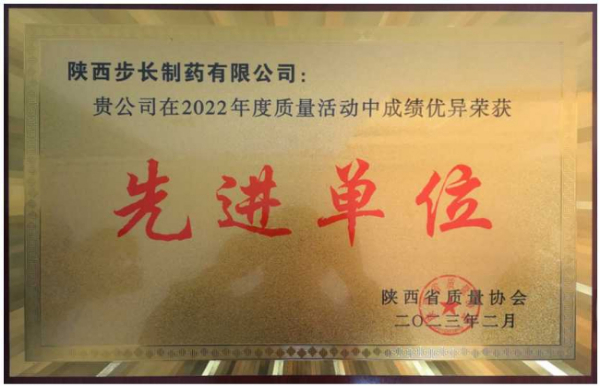 陕西步长制药有限公司：
贵公司在2022年度质量活动中成绩优异荣获
先进单位
陕西省质量协会
二〇二三年二月